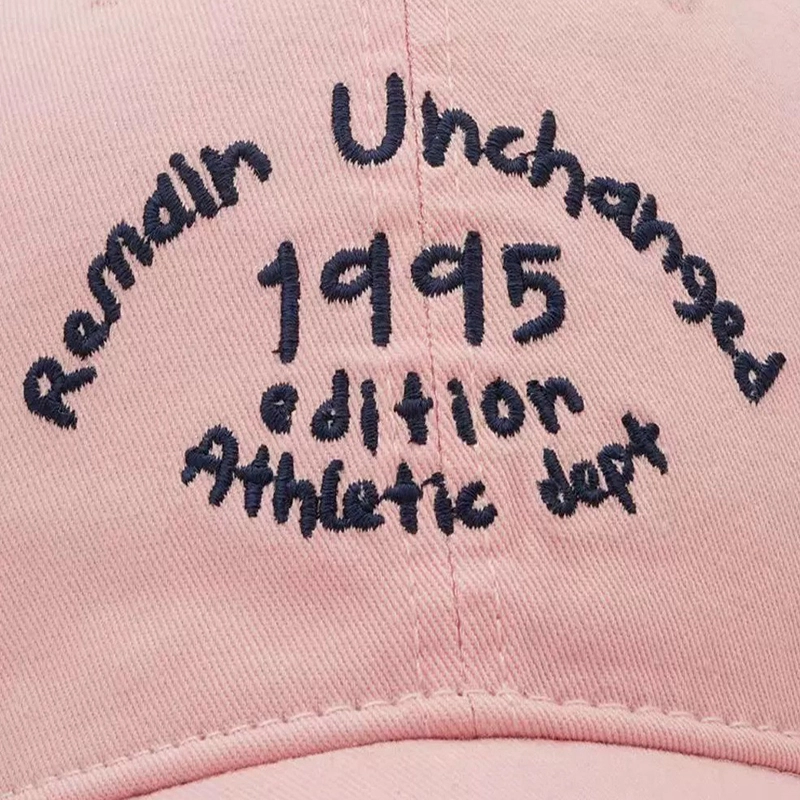 Remain Unchanged
1995
edition
Athletic dept